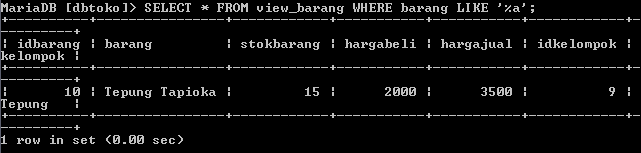 MariaDB [dbtoko]> SELECT * FROM view_barang WHERE barang LIKE '%a';
+----------+----------------+------------+-----------+-----------+------------+
----------+
¦ idbarang ¦ barang         ¦ stokbarang ¦ hargabeli ¦ hargajual ¦ idkelompok ¦
kelompok ¦
+----------+----------------+------------+-----------+-----------+------------+
----------+
¦       10 ¦ Tepung Tapioka ¦         15 ¦      2000 ¦      3500 ¦          9 ¦
Tepung   ¦
+----------+----------------+------------+-----------+-----------+------------+
----------+
1 row in set (0.00 sec)